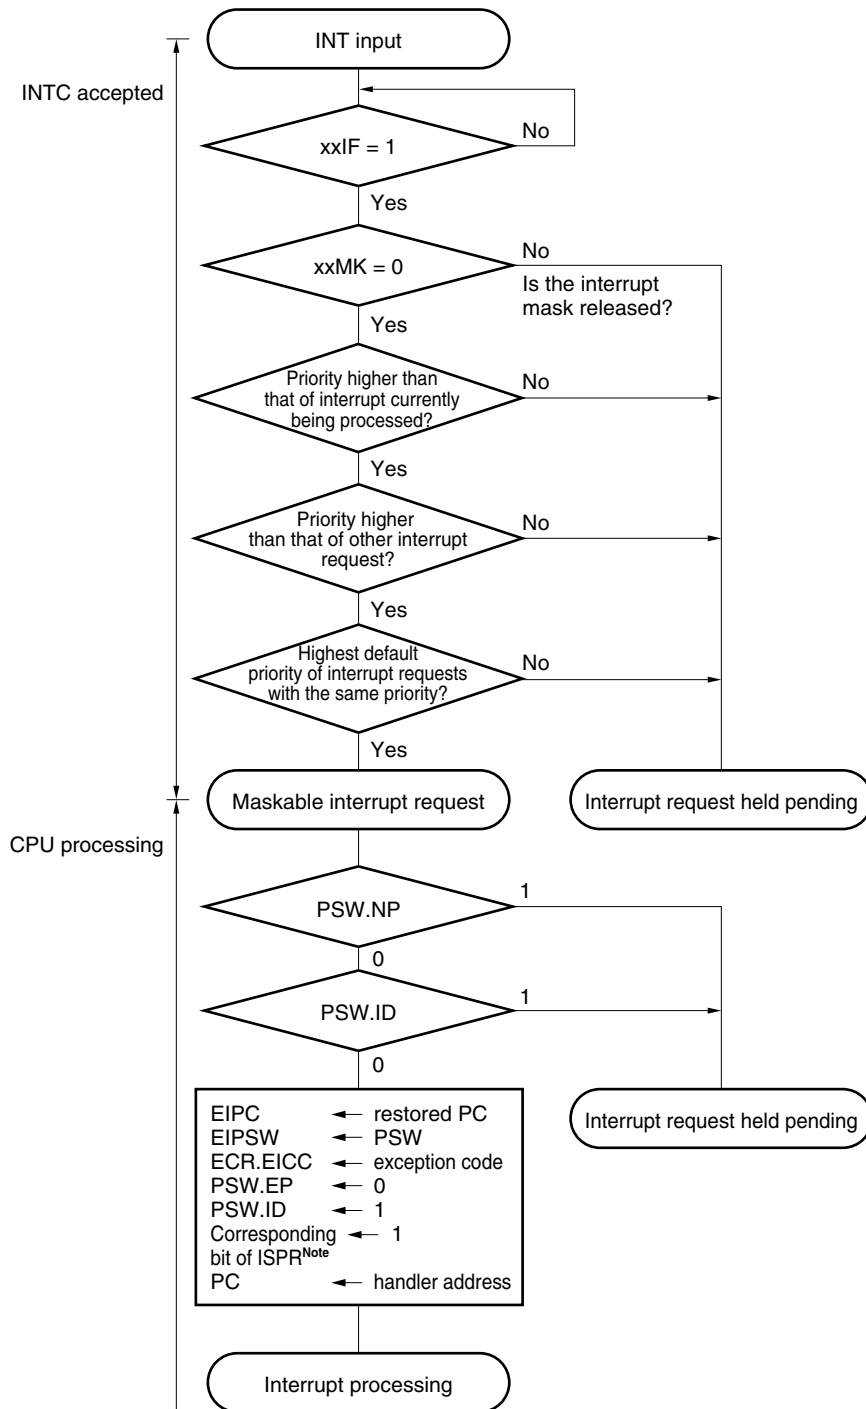 INT input
INTC accepted
xxIF = 1
No
Yes
xxMK = 0
No
Is the interrupt
mask released?
Yes
Priority higher than
that of interrupt currently
being processed?
No
Yes
Priority higher
than that of other interrupt
request?
No
Yes
Highest default
priority of interrupt requests
with the same priority?
No
Yes
Maskable interrupt request
Interrupt request held pending
CPU processing
PSW.NP
1
0
PSW.ID
1
0
Interrupt request held pending
EIPC ← restored PC
EIPSW ← PSW
ECR.EICC ← exception code
PSW.EP ← 0
PSW.ID ← 1
Corresponding ← 1
bit of ISPRNote
PC ← handler address
Interrupt processing